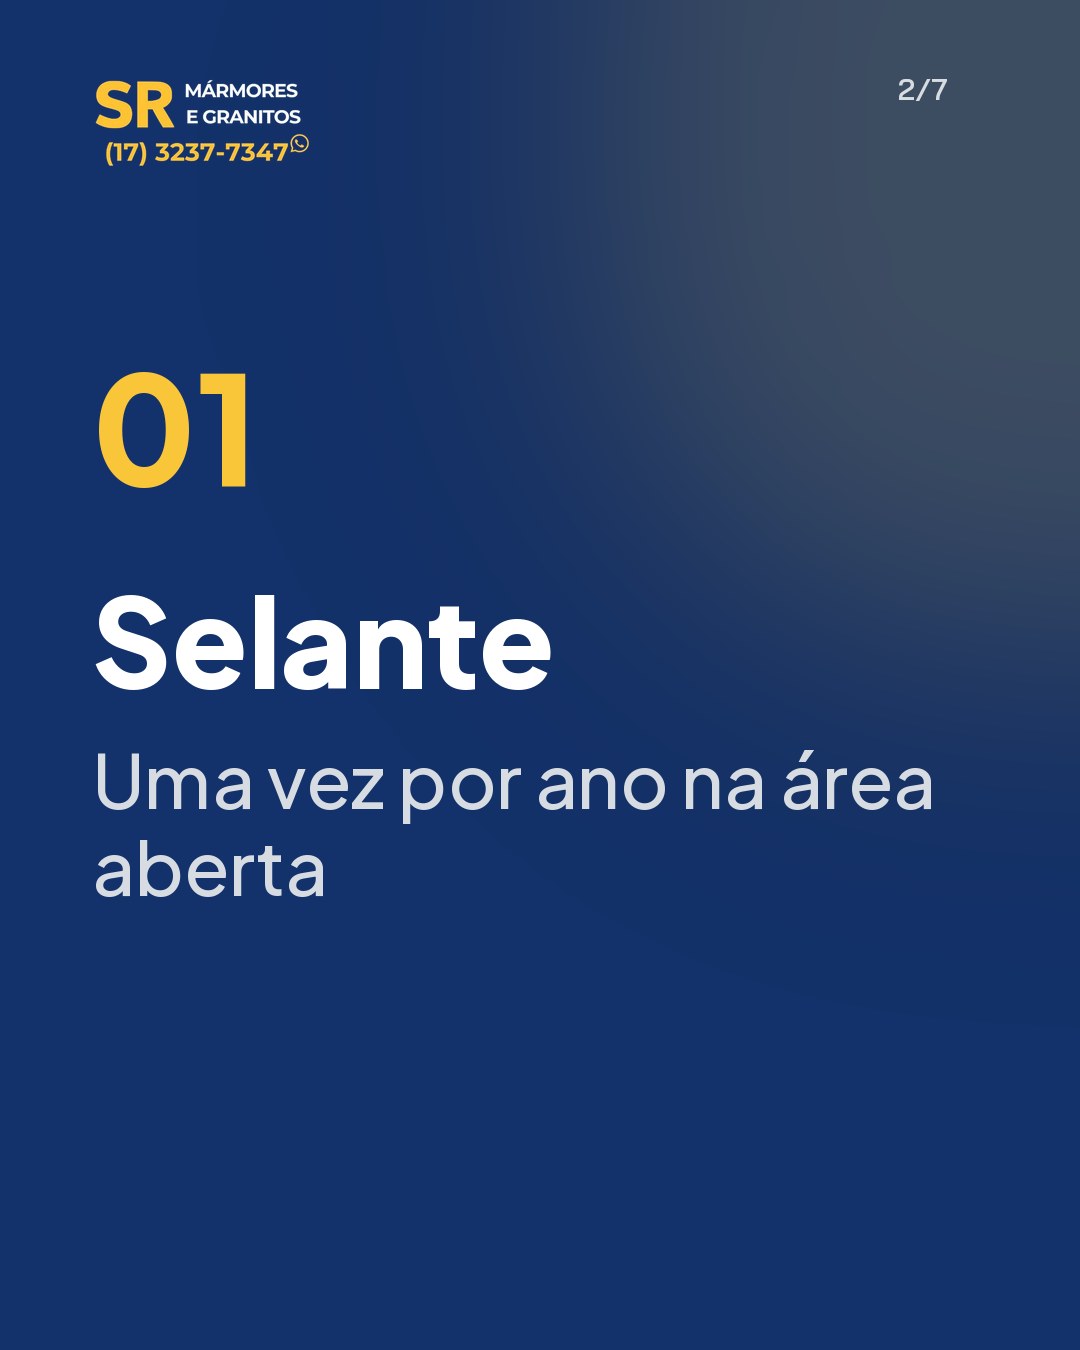 SR MÁRMORES
E GRANITOS
(17) 3237-7347
2/7
01
Selante
Uma vez por ano na área
aberta